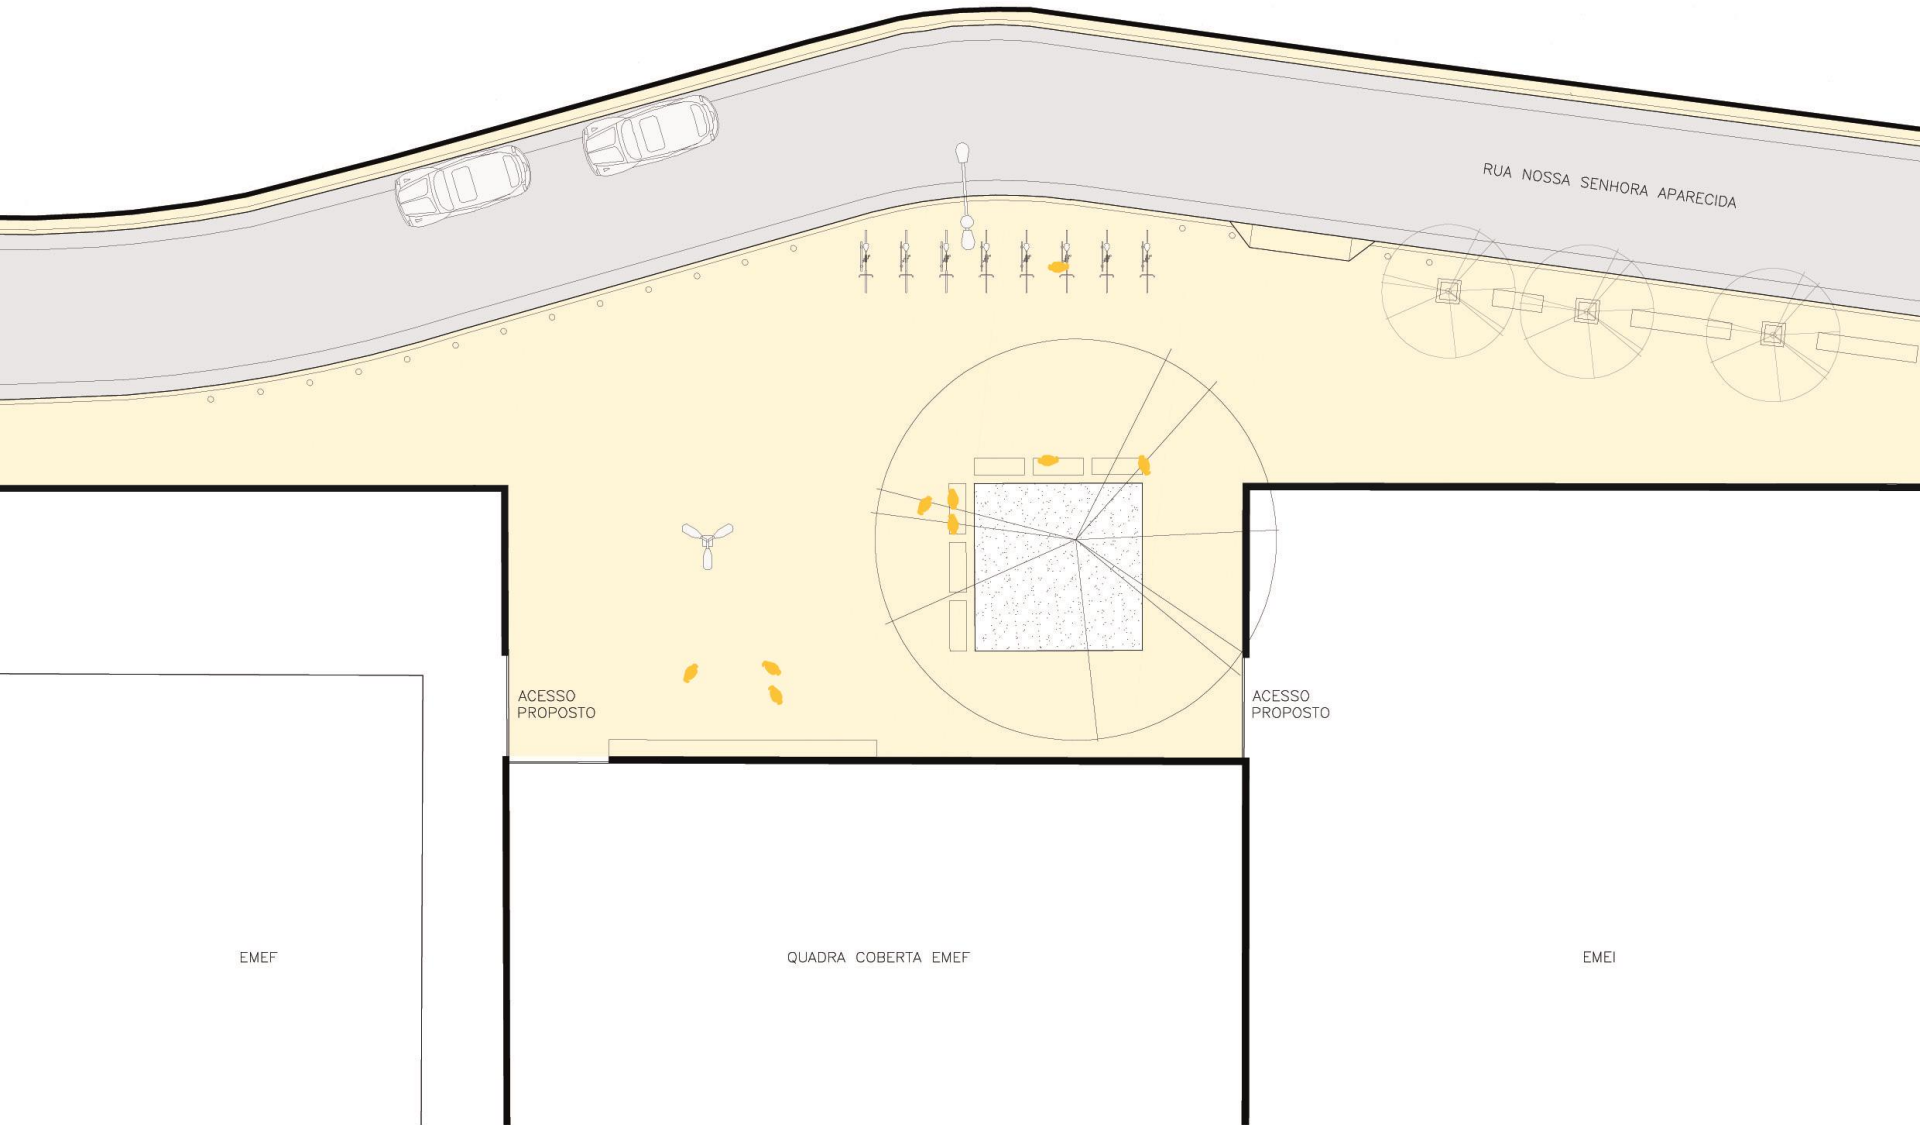 RUA NOSSA SENHORA APARECIDA
ACESSO
PROPOSTO
ACESSO
PROPOSTO
EMEF
QUADRA COBERTA EMEF
EMEI